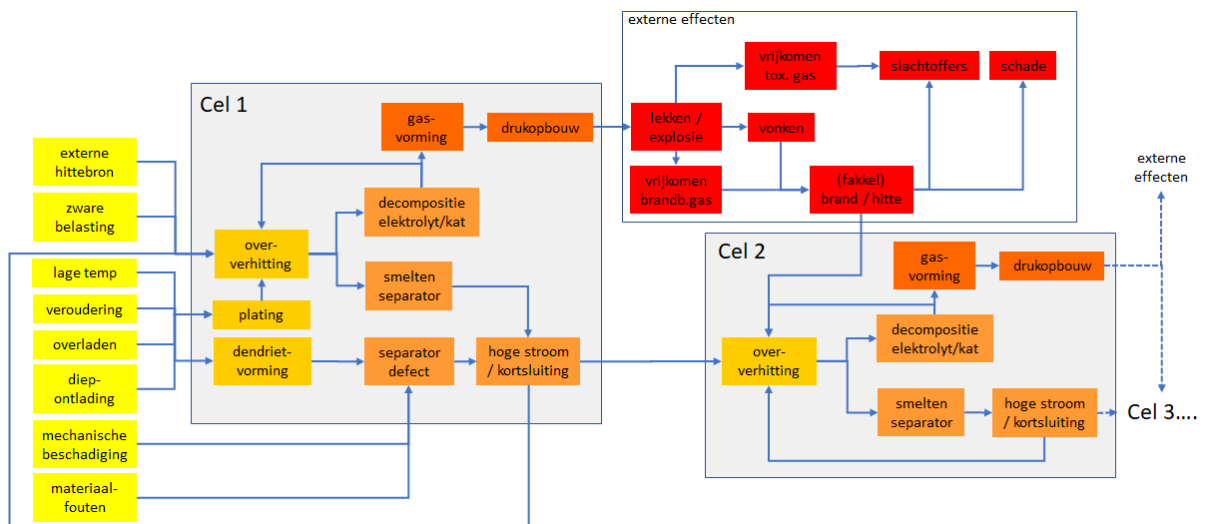 externe effecten
vrijkomen
tox. gas
slachtoffers
schade
Cel 1
gas-
vorming
drukopbouw
lekken /
explosie
vonken
externe
hittebron
vrijkomen
brandb.gas
(fakkel)
brand / hitte
externe
effecten
zware
belasting
decompositie
elektrolyt/kat
over-
verhitting
Cel 2
gas-
vorming
drukopbouw
lage temp
smelten
separator
veroudering
plating
decompositie
elektrolyt/kat
overladen
dendriet-
vorming
separator
defect
hoge stroom
/ kortsluiting
over-
verhitting
diep-
ontlading
smelten
separator
hoge stroom
/ kortsluiting
Cel 3....
mechanische
beschadiging
materiaal-
fouten